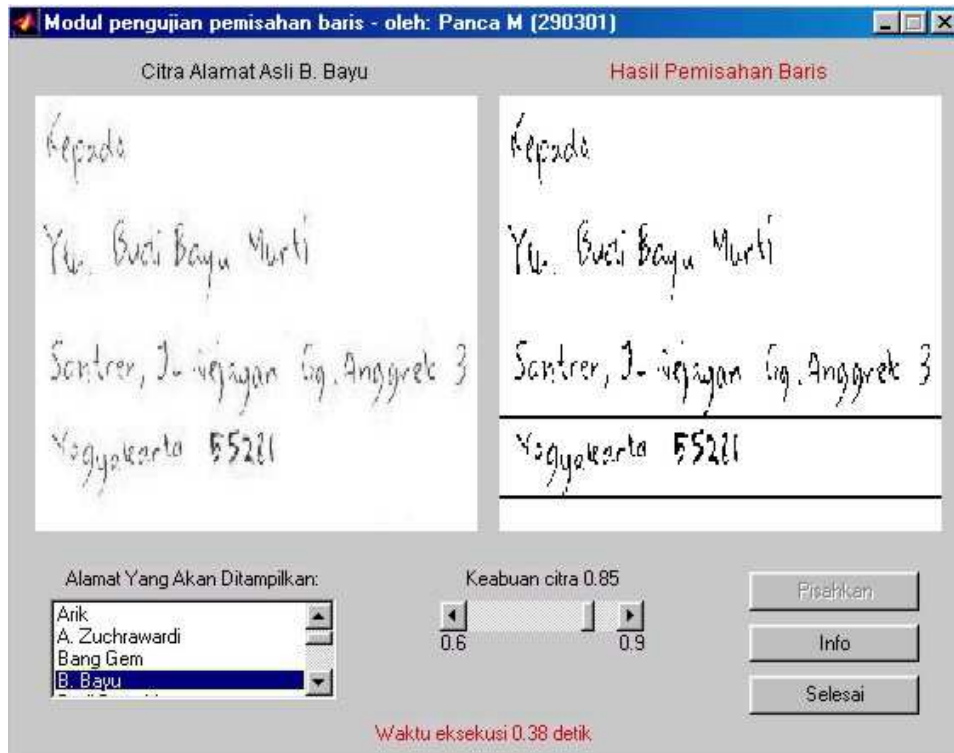 Modul pengujian pemisahan baris - oleh: Panca M (290301)
Citra Alamat Asli B. Bayu
Hasil Pemisahan Baris
Kepada
Yth. Budi Bayu Murti
Santren, Jl. Gg. Anggrek 3
Yogyakarta 55281
Kepada
Yth. Budi Bayu Murti
Santren, Jl. Gg. Anggrek 3
Yogyakarta 55281
Alamat Yang Akan Ditampilkan:
Arik
A. Zuchrawardi
Bang Gem
B. Bayu
Keabuan citra 0.85
0.6
0.9
Pisahkan
Info
Selesai
Waktu eksekusi 0.38 detik